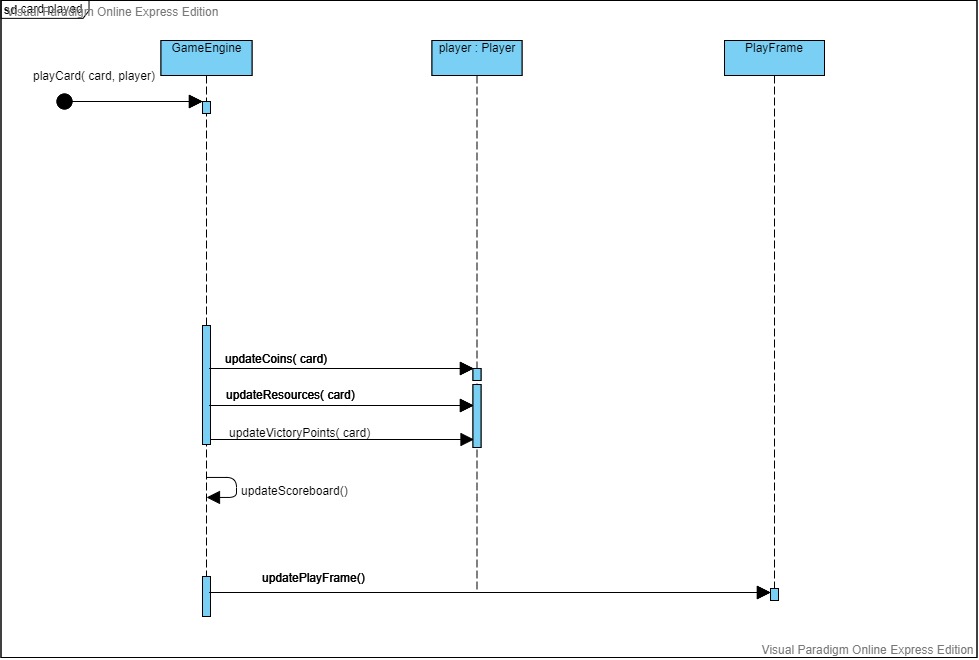 sd card played
Visual Paradigm Online Express Edition
GameEngine
player : Player
PlayFrame
playCard( card, player)
updateCoins( card)
updateResources( card)
updateVictoryPoints( card)
updateScoreboard()
updatePlayFrame()
Visual Paradigm Online Express Edition